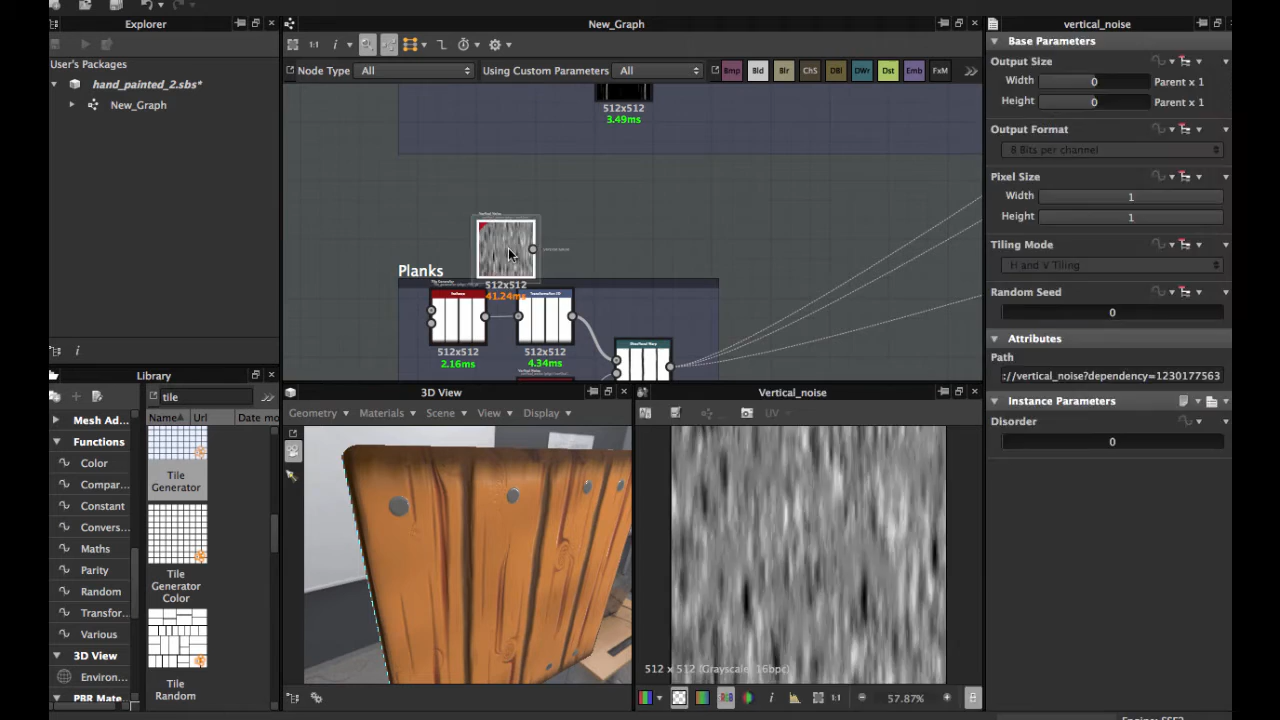 Explorer
User's Packages
hand_painted_2.sbs*
New_Graph
New_Graph
1:1
i
Node Type
All
Using Custom Parameters
All
Bmp
Bld
Blr
ChS
Dst
Emb
FxM
512x512
3.49ms
Planks
512x512
41.24ms
512x512
2.16ms
512x512
4.34ms
Library
tile
Name
Url
Date mo
Mesh Ad...
Functions
Color
Compar...
Constant
Convers...
Maths
Parity
Random
Transfor...
Various
3D View
Environ...
PBR Mate
Tile
Generator
Tile
Generator
Color
Tile
Random
3D View
Geometry
Materials
Scene
View
Display
Vertical_noise
UV
512 x 512 (Grayscale, 16bpc)
1:1
57.87%
vertical_noise
Base Parameters
Output Size
Width
0
Parent x 1
Height
0
Parent x 1
Output Format
8 Bits per channel
Pixel Size
Width
1
Height
1
Tiling Mode
H and V Tiling
Random Seed
0
Attributes
Path
://vertical_noise?dependency=1230177563
Instance Parameters
Disorder
0